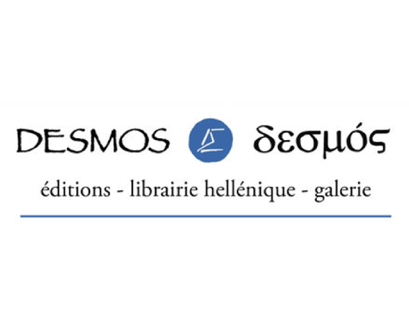 DESMOS δεσμός
éditions - librairie hellénique - galerie